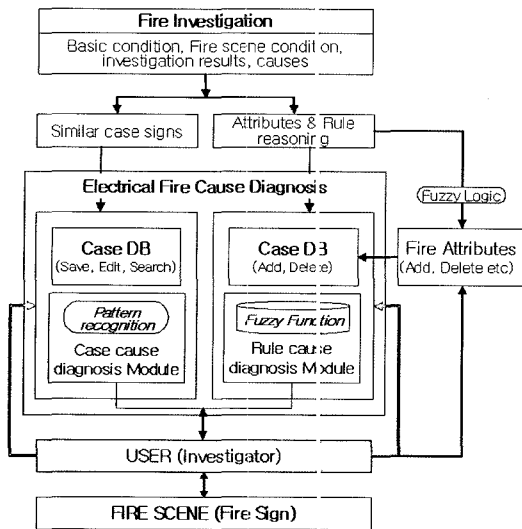 Fire Investigation
Basic condition, Fire scene condition,
investigation results, causes
Similar case signs
Attributes & Rule
reasoning
Electrical Fire Cause Diagnosis
Fuzzy Logic
Case DB
(Save, Edit, Search)
Case DB
(Add, Delete)
Fire Attributes
(Add, Delete etc)
Pattern
recognition
Case cause
diagnosis Module
Fuzzy Function
Rule cause
diagnosis Module
USER (Investigator)
FIRE SCENE (Fire Sign)